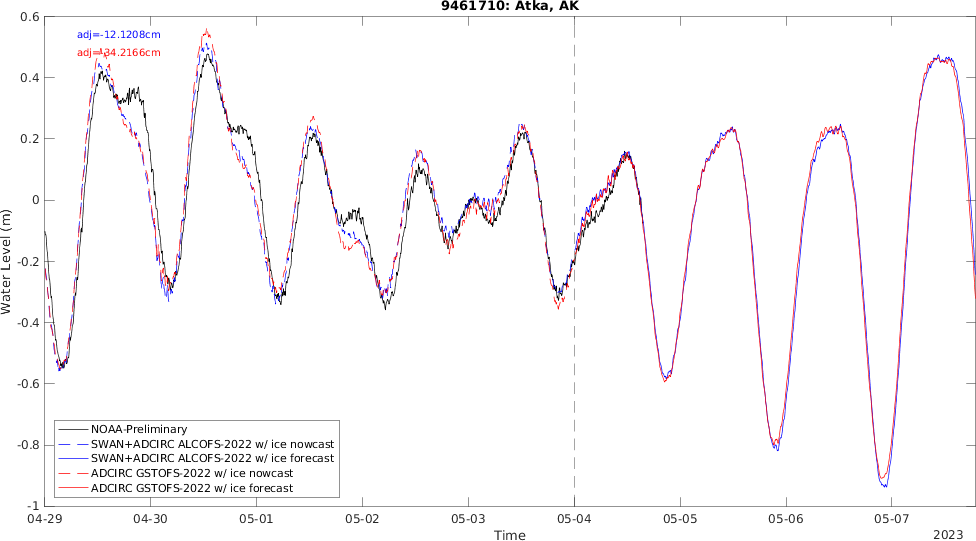 9461710: Atka, AK
adj=-12.1208cm
adj=-34.2166cm
Water Level (m)
0.6
0.4
0.2
0
-0.2
-0.4
-0.6
-0.8
-1
NOAA-Preliminary
SWAN+ADCIRC ALCOFS-2022 w/ ice nowcast
SWAN+ADCIRC ALCOFS-2022 w/ ice forecast
ADCIRC GSTOFS-2022 w/ ice nowcast
ADCIRC GSTOFS-2022 w/ ice forecast
04-29 04-30 05-01 05-02 05-03 05-04 05-05 05-06 05-07
Time
2023